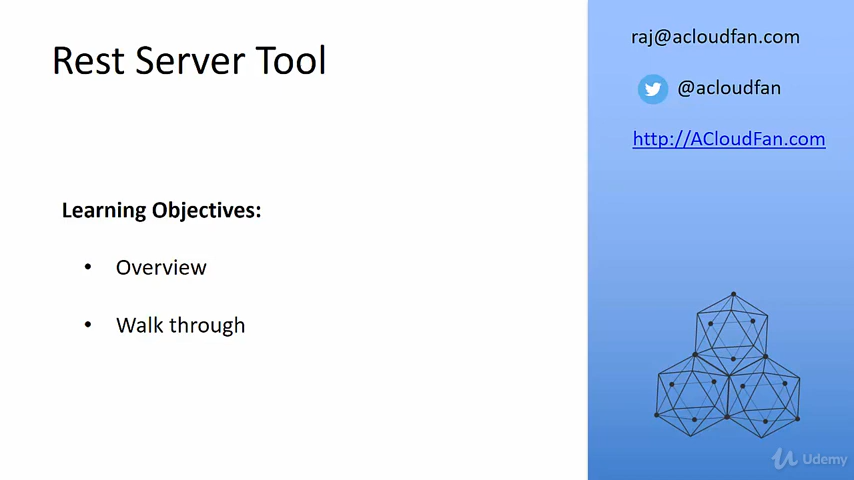 Rest Server Tool
Learning Objectives:
• Overview
• Walk through
raj@acloudfan.com
@acloudfan
http://ACloudFan.com
Udemy